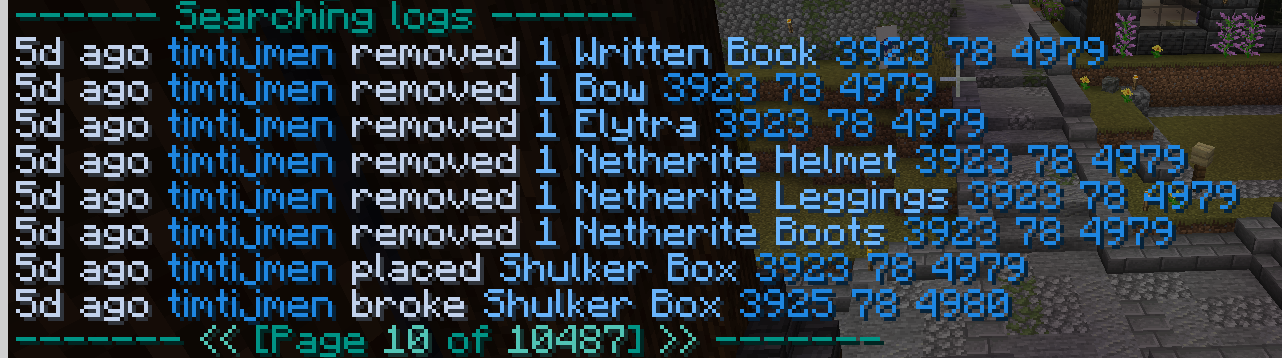 ------ Searching logs ------
5d ago timtijmen removed 1 Written Book 3923 78 4979
5d ago timtijmen removed 1 Bow 3923 78 4979
5d ago timtijmen removed 1 Elytra 3923 78 4979
5d ago timtijmen removed 1 Netherite Helmet 3923 78 4979
5d ago timtijmen removed 1 Netherite Leggings 3923 78 4979
5d ago timtijmen removed 1 Netherite Boots 3923 78 4979
5d ago timtijmen placed Shulker Box 3923 78 4979
5d ago timtijmen broke Shulker Box 3925 78 4980
------- << [Page 10 of 10487] >> -------